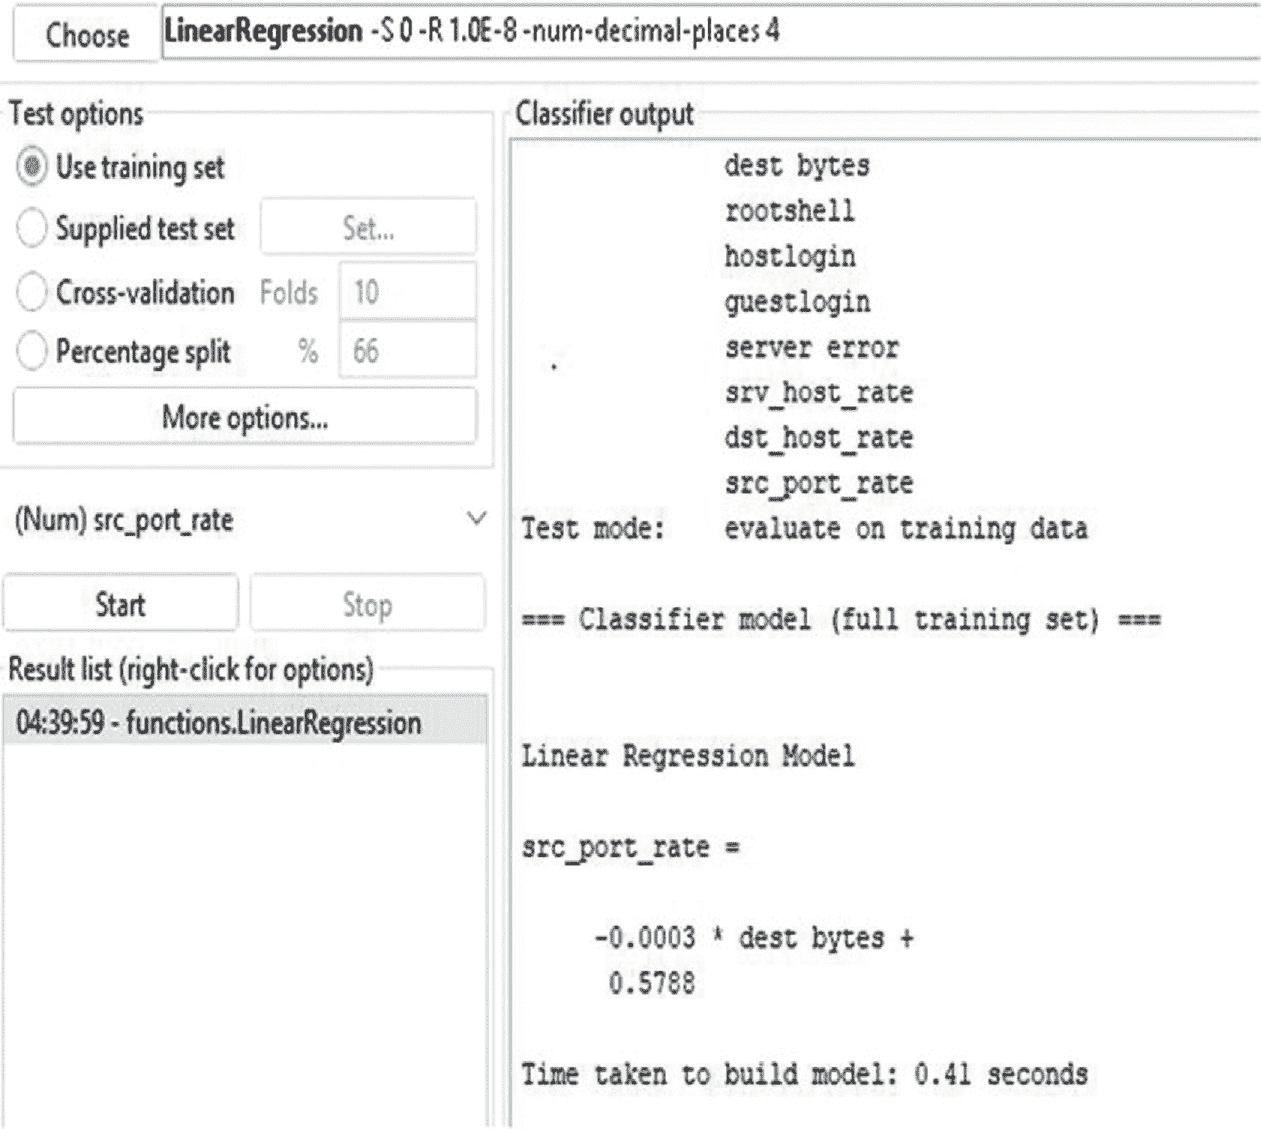 Choose LinearRegression -S 0 -R 1.0E-8 -num-decimal-places 4
Test options
Use training set
Supplied test set Set...
Cross-validation Folds 10
Percentage split % 66
More options...
(Num) src_port_rate
Start Stop
Result list (right-click for options)
04:39:59 - functions.LinearRegression
Classifier output
dest bytes
rootshell
hostlogin
guestlogin
server error
srv_host_rate
dst_host_rate
src_port_rate
Test mode: evaluate on training data
=== Classifier model (full training set) ===
Linear Regression Model
src_port_rate =
-0.0003 * dest bytes +
0.5788
Time taken to build model: 0.41 seconds